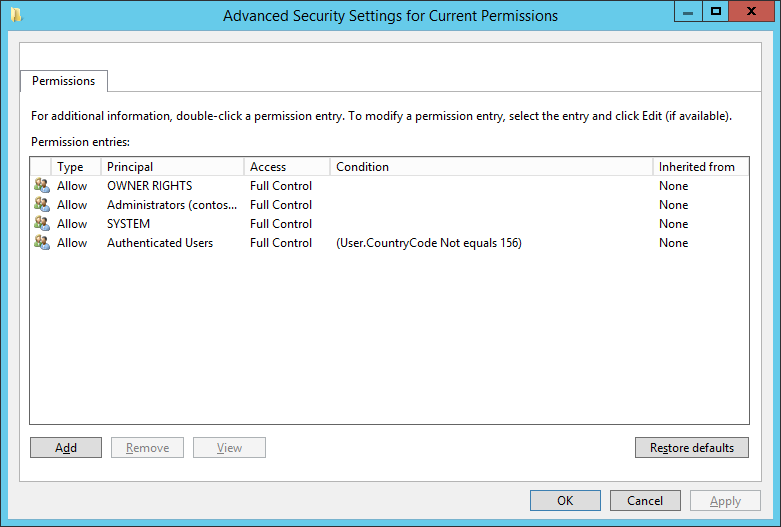 Advanced Security Settings for Current Permissions
Permissions
For additional information, double-click a permission entry. To modify a permission entry, select the entry and click Edit (if available).
Permission entries:
Type Principal Access Condition Inherited from
Allow OWNER RIGHTS Full Control None
Allow Administrators (contos... Full Control None
Allow SYSTEM Full Control None
Allow Authenticated Users Full Control (User.CountryCode Not equals 156) None
Add Remove View Restore defaults
OK Cancel Apply